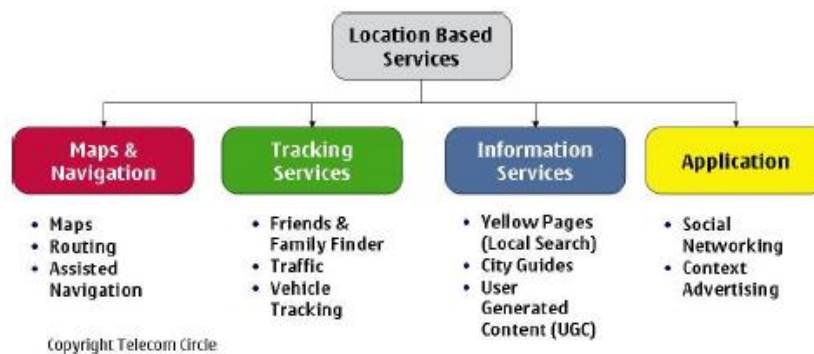 Location Based
Services
Maps &
Navigation
Tracking
Services
Information
Services
Application
• Maps
• Routing
• Assisted
Navigation
• Friends &
Family Finder
• Traffic
• Vehicle
Tracking
• Yellow Pages
(Local Search)
• City Guides
• User
Generated
Content (UGC)
• Social
Networking
• Context
Advertising
Copyright Telecom Circle